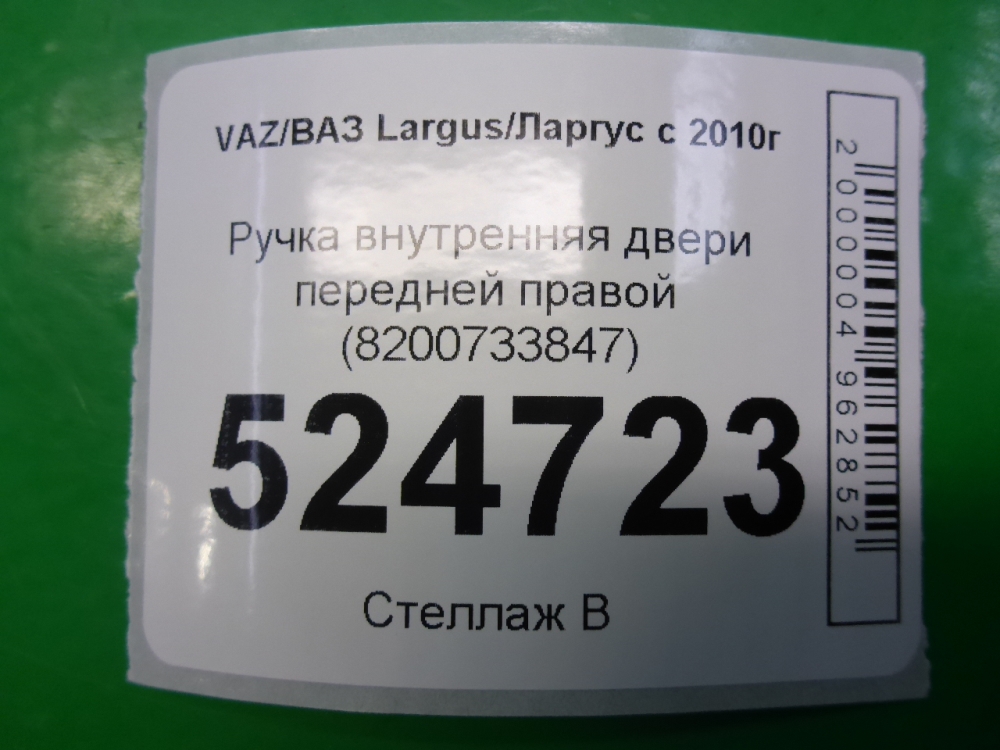 VAZ/ВАЗ Largus/Ларгус с 2010г
Ручка внутренняя двери
передней правой
(8200733847)
524723
Стеллаж В
2000004962852